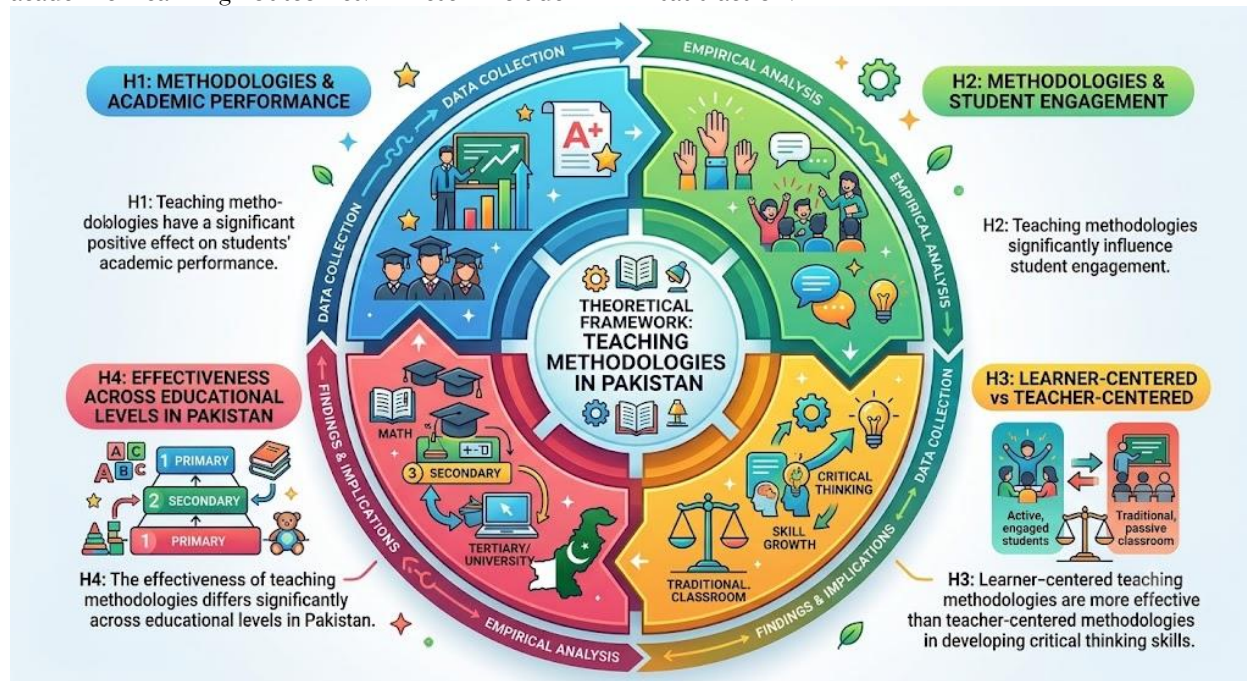 H1: METHODOLOGIES &
ACADEMIC PERFORMANCE
H1: Teaching metho-
doblogies have a significant
positive effect on students'
academic performance.
H2: METHODOLOGIES &
STUDENT ENGAGEMENT
H2: Teaching methodologies
significantly influence
student engagement.
DATA COLLECTION
DATA COLLECTION
EMPIRICAL ANALYSIS
EMPIRICAL ANALYSIS
DATA COLLECTION
FINDINGS & IMPLICATIONS
EMPIRICAL ANALYSIS
FINDINGS & IMPLICATIONS
A+
THEORETICAL
FRAMEWORK:
TEACHING
METHODOLOGIES
IN PAKISTAN
MATH
3 SECONDARY
TERTIARY/
UNIVERSITY
CRITICAL
THINKING
SKILL
GROWTH
TRADITIONAL.
CLASSROOM
H4: EFFECTIVENESS
ACROSS EDUCATIONAL
LEVELS IN PAKISTAN
A C
A B C
1 PRIMARY
2 SECONDARY
1 PRIMARY
H4: The effectiveness of teaching
methodologies differs significantly
across educational levels in Pakistan.
H3: LEARNER-CENTERED
vs TEACHER-CENTERED
Active,
engaged
students
Traditional,
passive
classroom
H3: Learner-centered teaching
methodologies are more effective
than teacher-centered methodologies
in developing critical thinking skills.